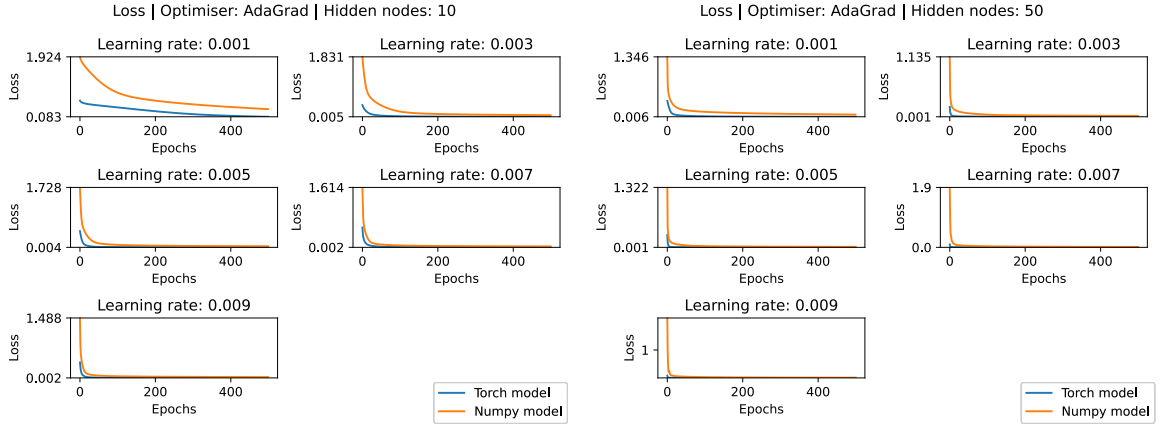 Loss | Optimiser: AdaGrad | Hidden nodes: 10
Learning rate: 0.001
1.924
Loss
0.083
0 200 400
Epochs
Learning rate: 0.003
1.831
Loss
0.005
0 200 400
Epochs
Learning rate: 0.005
1.728
Loss
0.004
0 200 400
Epochs
Learning rate: 0.007
1.614
Loss
0.002
0 200 400
Epochs
Learning rate: 0.009
1.488
Loss
0.002
0 200 400
Epochs
Torch model
Numpy model
Loss | Optimiser: AdaGrad | Hidden nodes: 50
Learning rate: 0.001
1.346
Loss
0.006
0 200 400
Epochs
Learning rate: 0.003
1.135
Loss
0.001
0 200 400
Epochs
Learning rate: 0.005
1.322
Loss
0.001
0 200 400
Epochs
Learning rate: 0.007
1.9
Loss
0.0
0 200 400
Epochs
Learning rate: 0.009
Loss
1
0 200 400
Epochs
Torch model
Numpy model